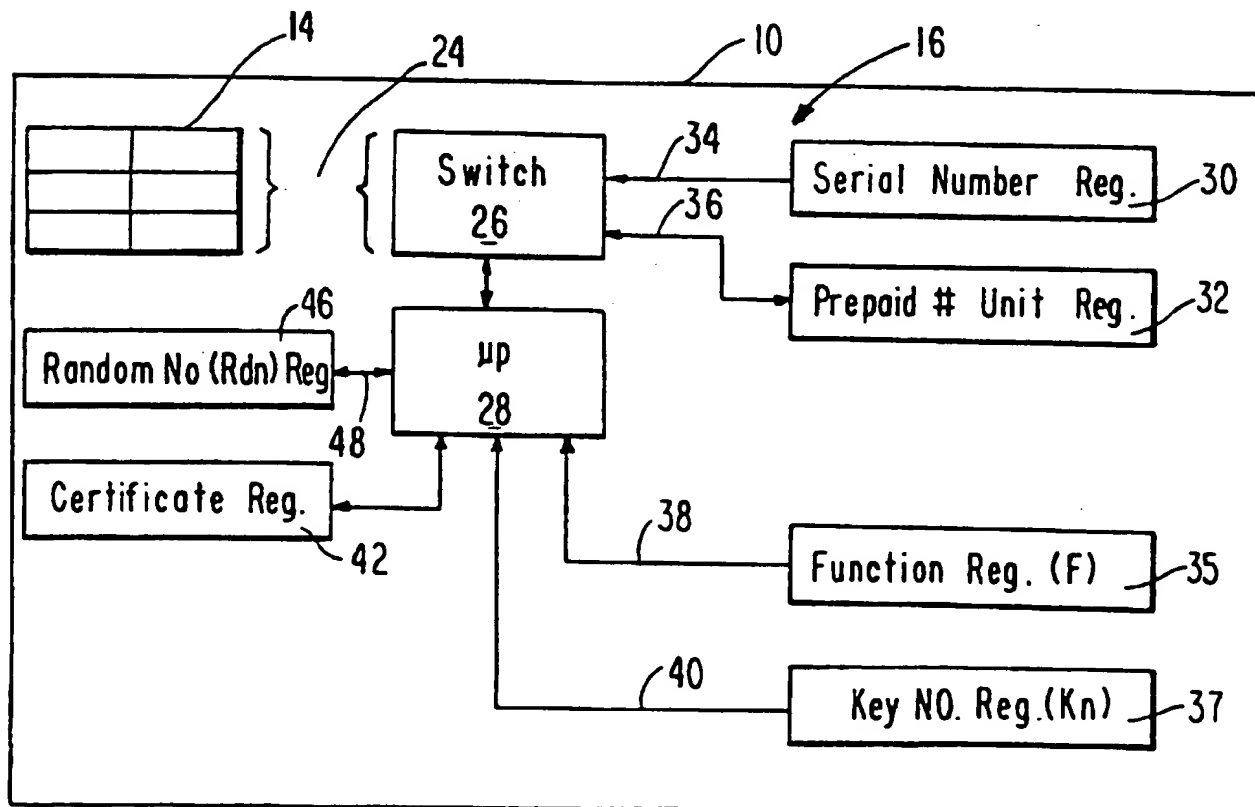 14
24
10
16
Switch
26
34
36
Serial Number Reg.
30
Prepaid # Unit Reg.
32
46
Random No (Rdn) Reg
48
µp
28
Certificate Reg.
42
38
Function Reg. (F)
35
40
Key NO. Reg.(Kn)
37